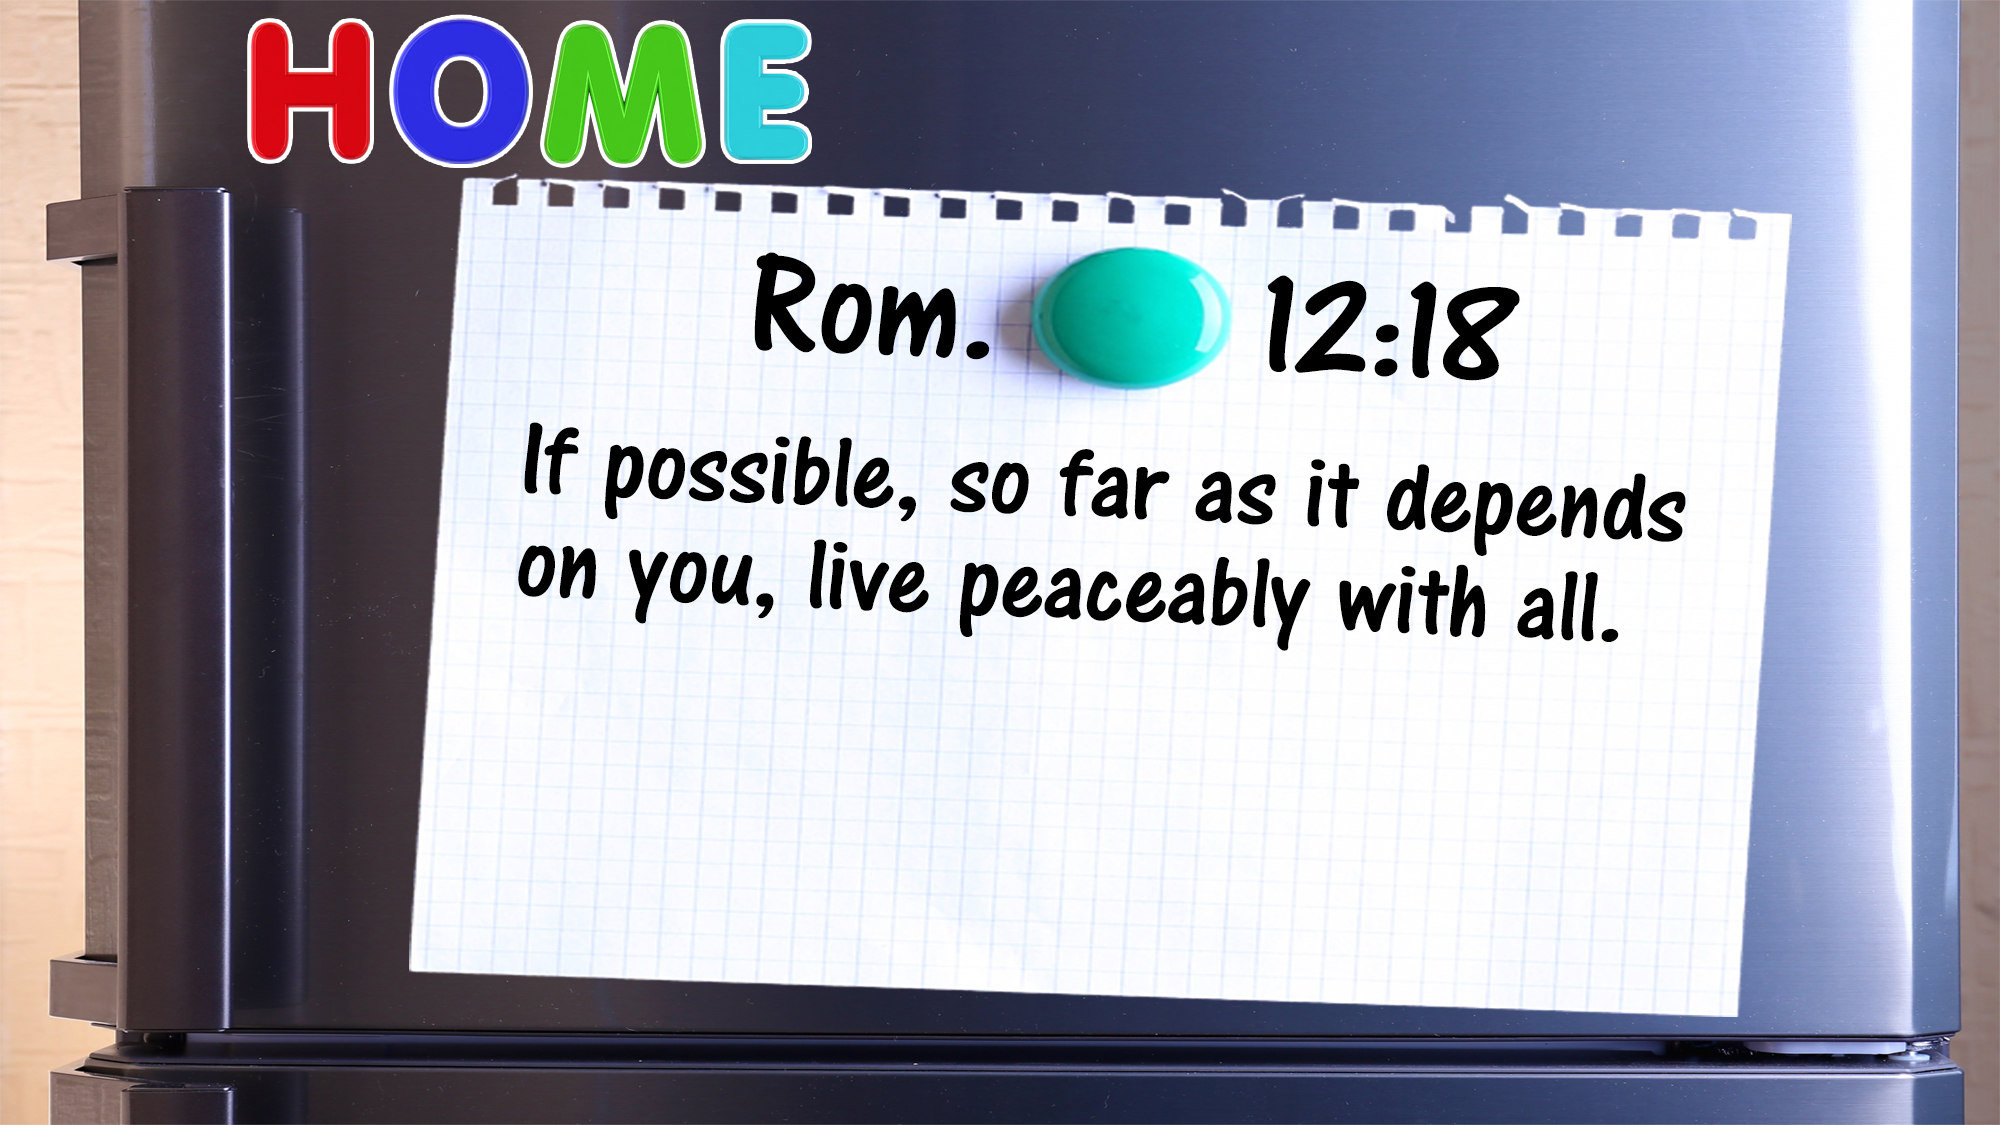 HOME
Rom. 12:18
If possible, so far as it depends
on you, live peaceably with all.